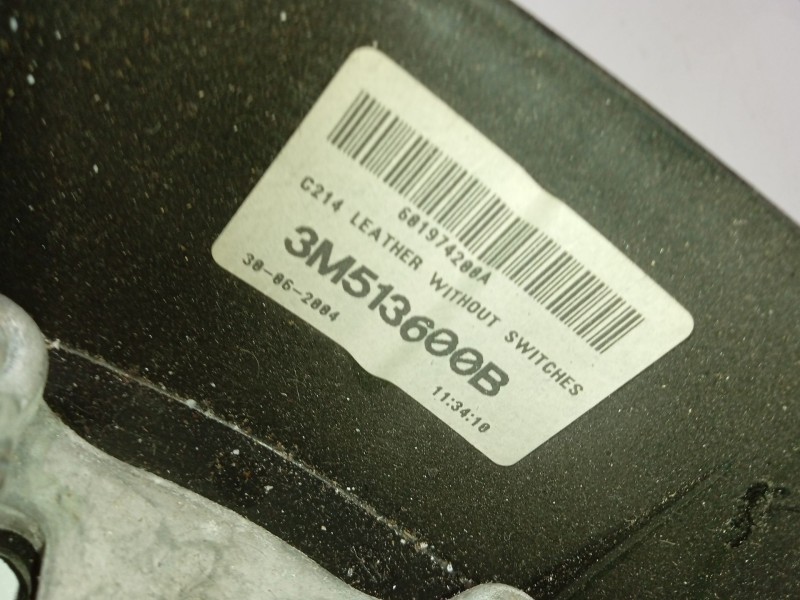 601974200A
C214 LEATHER WITHOUT SWITCHES
3M513600B
30-06-2004 11:34:10